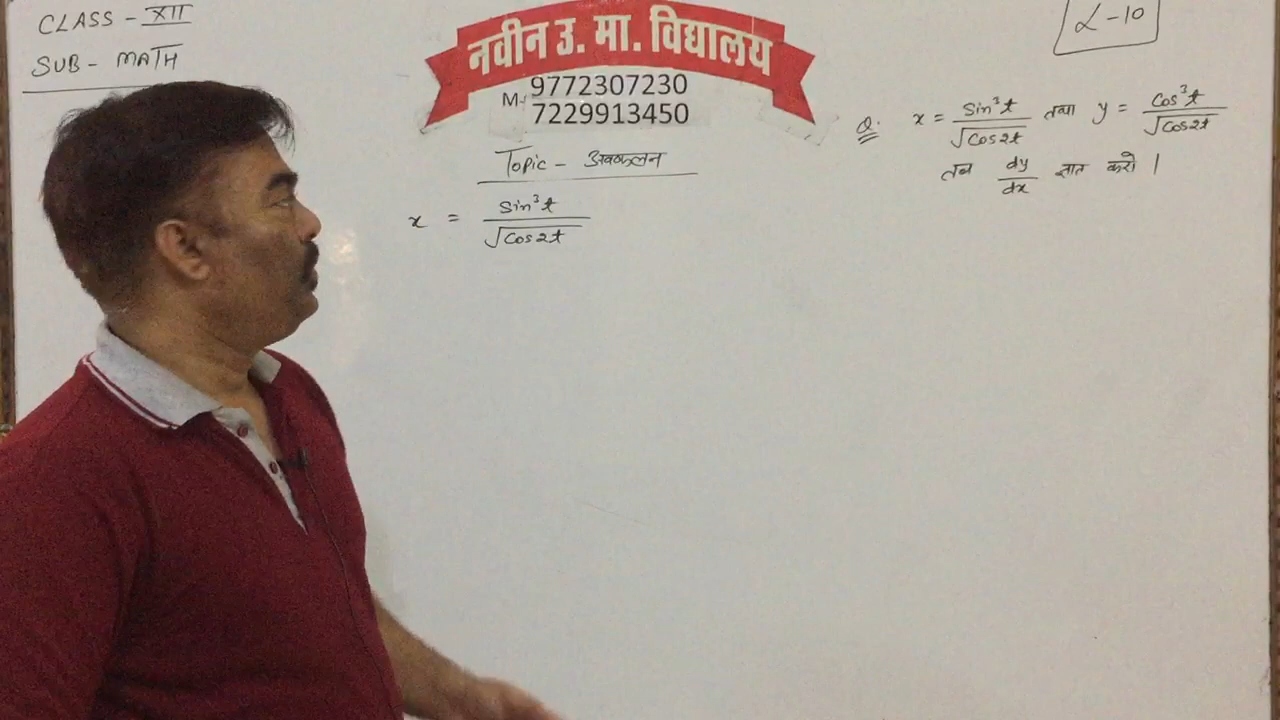 CLASS - XII
SUB - MATH
नवीन उ. मा. विद्यालय
M- 9772307230
7229913450
L-10
Topic - अवकलन
x = Sin³t / √Cos2t
Q. x = Sin³t / √Cos2t तथा y = Cos³t / √Cos2t
तब dy/dx ज्ञात करो |